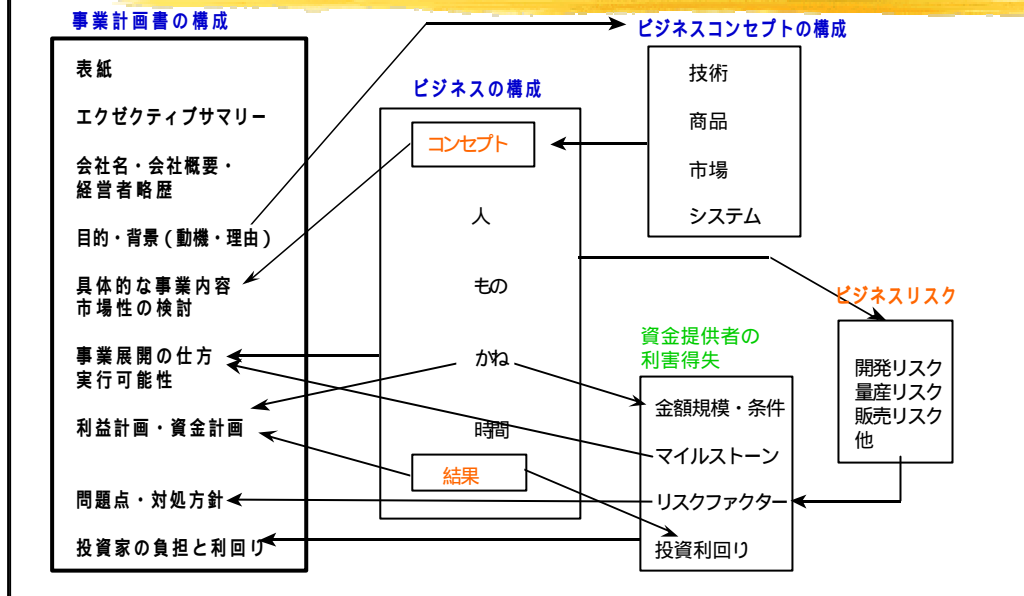 事業計画書の構成
表紙
エクゼクティブサマリー
会社名・会社概要・
経営者略歴
目的・背景(動機・理由)
具体的な事業内容
市場性の検討
事業展開の仕方
実行可能性
利益計画・資金計画
問題点・対処方針
投資家の負担と利回り
ビジネスの構成
コンセプト
人
もの
かね
時間
結果
ビジネスコンセプトの構成
技術
商品
市場
システム
資金提供者の
利害得失
金額規模・条件
マイルストーン
リスクファクター
投資利回り
ビジネスリスク
開発リスク
量産リスク
販売リスク
他